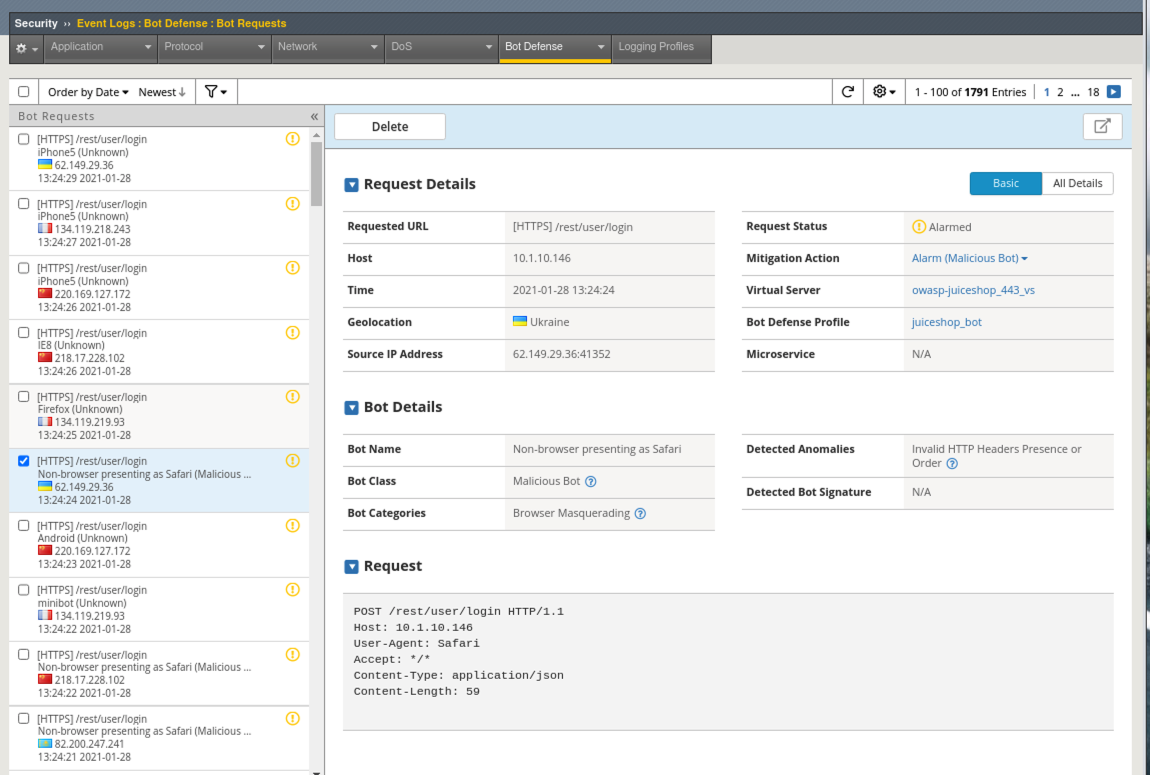 Security ›› Event Logs : Bot Defense : Bot Requests
Application Protocol Network DoS Bot Defense Logging Profiles
Order by Date Newest 1 - 100 of 1791 Entries 1 2 ... 18
Bot Requests «
[HTTPS] /rest/user/login
iPhone5 (Unknown)
62.149.29.36
13:24:29 2021-01-28
[HTTPS] /rest/user/login
iPhone5 (Unknown)
134.119.218.243
13:24:27 2021-01-28
[HTTPS] /rest/user/login
iPhone5 (Unknown)
220.169.127.172
13:24:26 2021-01-28
[HTTPS] /rest/user/login
IE8 (Unknown)
218.17.228.102
13:24:26 2021-01-28
[HTTPS] /rest/user/login
Firefox (Unknown)
134.119.219.93
13:24:25 2021-01-28
[HTTPS] /rest/user/login
Non-browser presenting as Safari (Malicious ...
62.149.29.36
13:24:24 2021-01-28
[HTTPS] /rest/user/login
Android (Unknown)
220.169.127.172
13:24:23 2021-01-28
[HTTPS] /rest/user/login
minibot (Unknown)
134.119.219.93
13:24:22 2021-01-28
[HTTPS] /rest/user/login
Non-browser presenting as Safari (Malicious ...
218.17.228.102
13:24:22 2021-01-28
[HTTPS] /rest/user/login
Non-browser presenting as Safari (Malicious ...
82.200.247.241
13:24:21 2021-01-28
Delete
Request Details
Basic All Details
Requested URL [HTTPS] /rest/user/login
Host 10.1.10.146
Time 2021-01-28 13:24:24
Geolocation Ukraine
Source IP Address 62.149.29.36:41352
Request Status Alarmed
Mitigation Action Alarm (Malicious Bot)
Virtual Server owasp-juiceshop_443_vs
Bot Defense Profile juiceshop_bot
Microservice N/A
Bot Details
Bot Name Non-browser presenting as Safari
Bot Class Malicious Bot
Bot Categories Browser Masquerading
Detected Anomalies Invalid HTTP Headers Presence or
Order
Detected Bot Signature N/A
Request
POST /rest/user/login HTTP/1.1
Host: 10.1.10.146
User-Agent: Safari
Accept: */*
Content-Type: application/json
Content-Length: 59